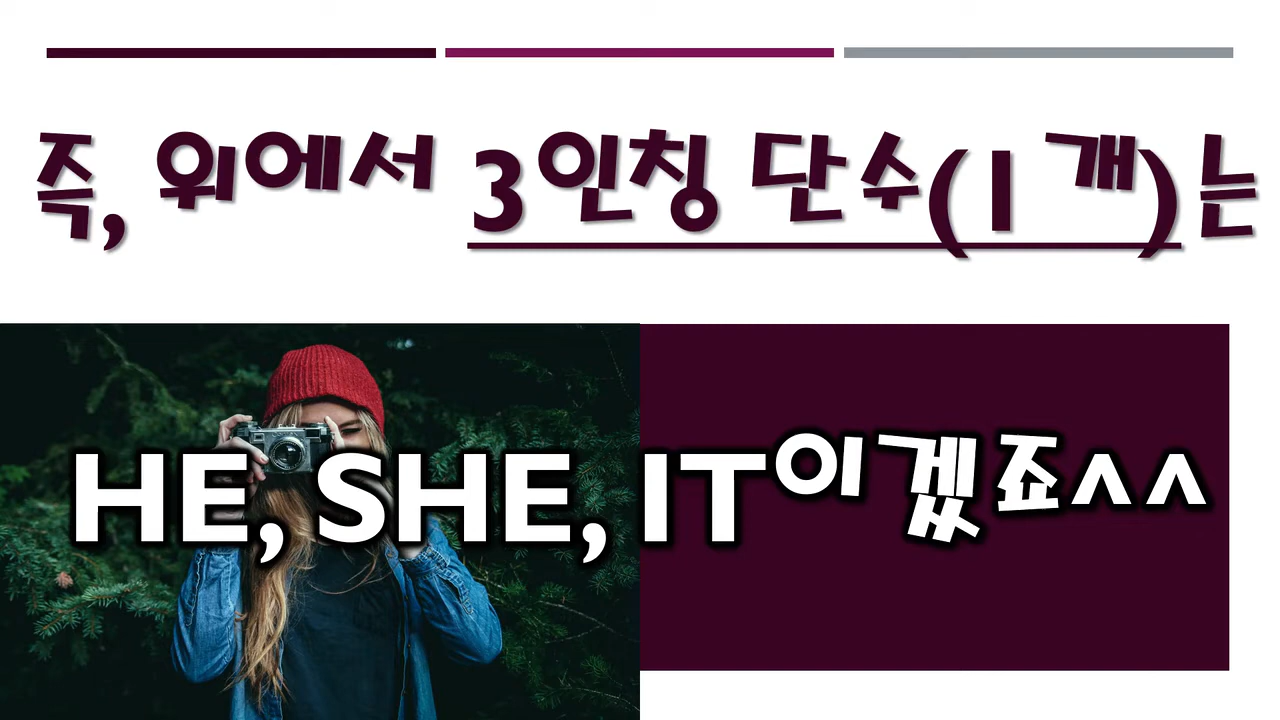 즉, 위에서 3인칭 단수(1개)는
HE, SHE, IT이겠죠^^